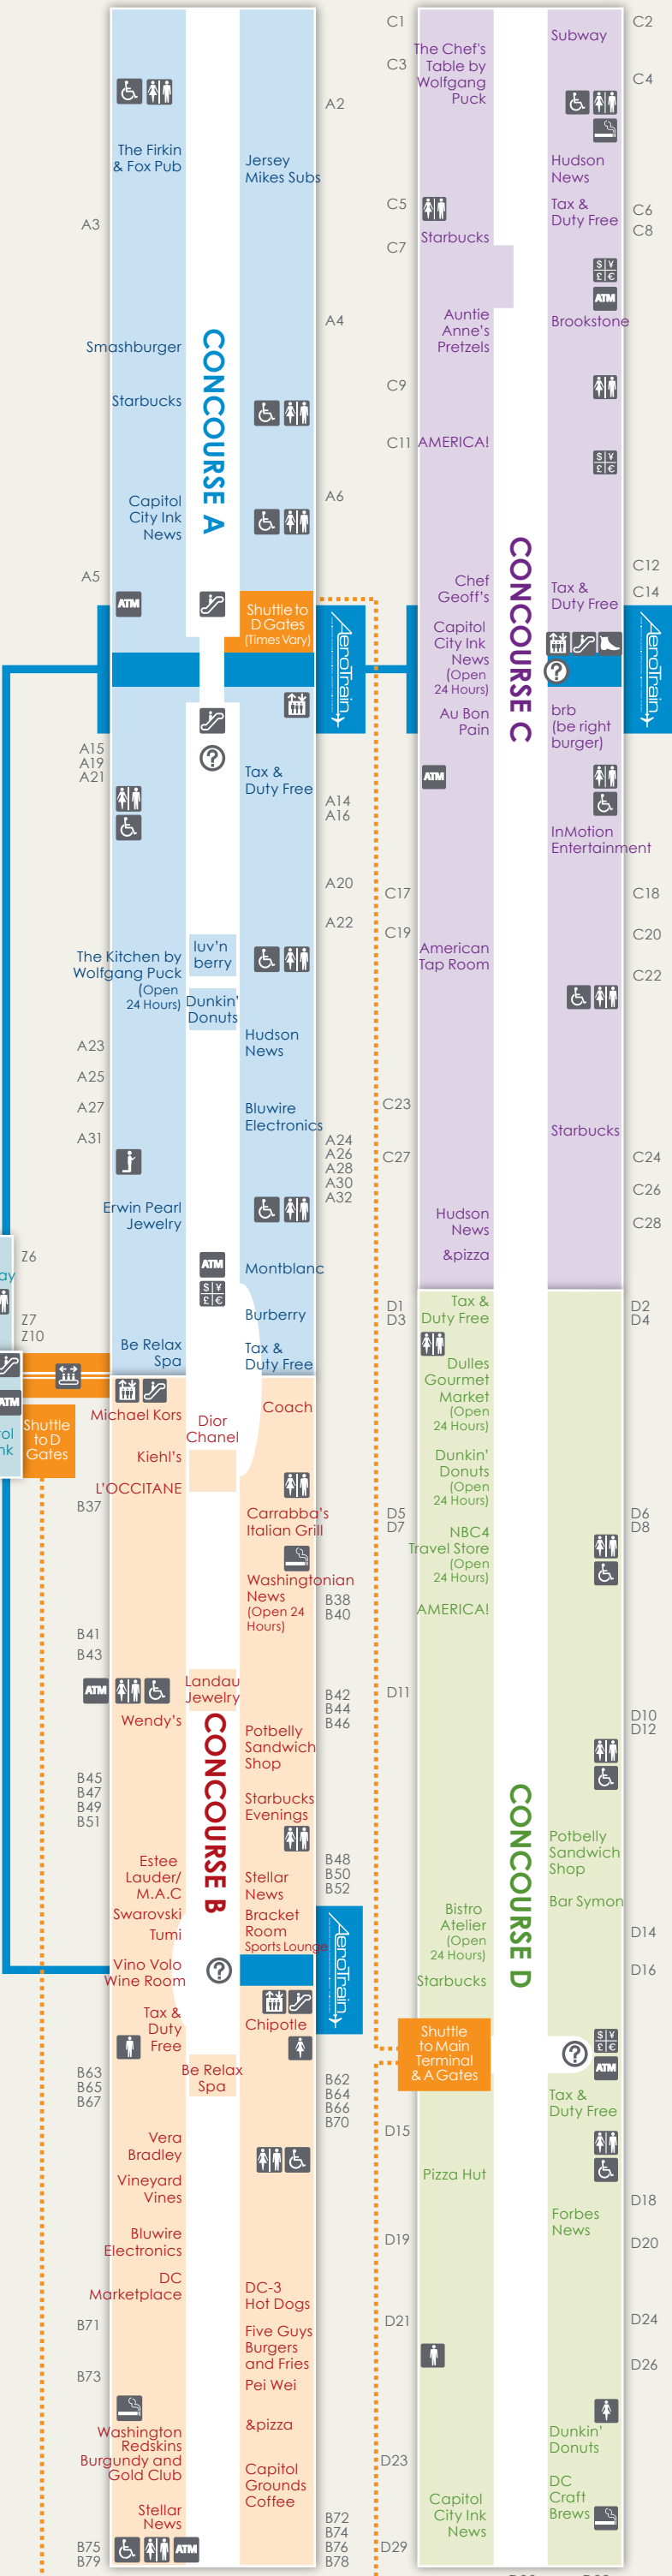 A2
The Firkin
& Fox Pub
Jersey
Mikes Subs
A3
A4
Smashburger
CONCOURSE A
Starbucks
A6
Capitol
City Ink
News
A5
ATM
Shuttle to
D Gates
(Times Vary)
AeroTrain
A15
A19
A21
?
Tax &
Duty Free
A14
A16
A20
A22
luv'n
berry
The Kitchen by
Wolfgang Puck
(Open
24 Hours)
Dunkin'
Donuts
Hudson
News
A23
A25
A27
A31
Bluwire
Electronics
A24
A26
A28
A30
A32
Erwin Pearl
Jewelry
ATM
$ ¥
£ €
Montblanc
Burberry
Be Relax
Spa
Tax &
Duty Free
Z6
ay
Z7
Z10
ATM
Shuttle
to D
Gates
ol
nk
Michael Kors
Dior
Chanel
Coach
Kiehl's
L'OCCITANE
B37
Carrabba's
Italian Grill
Washingtonian
News
(Open 24
Hours)
B38
B40
B41
B43
ATM
Landau
Jewelry
B42
B44
B46
Wendy's
CONCOURSE B
Potbelly
Sandwich
Shop
B45
B47
B49
B51
Starbucks
Evenings
B48
B50
B52
Estee
Lauder/
M.A.C
Stellar
News
Swarovski
Bracket
Room
Sports Lounge
Tumi
Vino Volo
Wine Room
?
AeroTrain
Tax &
Duty
Free
Chipotle
Be Relax
Spa
B63
B65
B67
B62
B64
B66
B70
Vera
Bradley
Vineyard
Vines
Bluwire
Electronics
DC
Marketplace
DC-3
Hot Dogs
B71
Five Guys
Burgers
and Fries
B73
Pei Wei
&pizza
Washington
Redskins
Burgundy and
Gold Club
Capitol
Grounds
Coffee
Stellar
News
B72
B74
B76
B78
B75
B79
ATM
C1
C2
Subway
The Chef's
Table by
Wolfgang
Puck
C3
C4
Hudson
News
C5
Tax &
Duty Free
C6
C8
Starbucks
C7
$ ¥
£ €
ATM
Auntie
Anne's
Pretzels
Brookstone
C9
C11
AMERICA!
$ ¥
£ €
CONCOURSE C
C12
C14
Chef
Geoff's
Tax &
Duty Free
Capitol
City Ink
News
(Open
24 Hours)
?
AeroTrain
Au Bon
Pain
brb
(be right
burger)
ATM
InMotion
Entertainment
C17
C18
C19
C20
American
Tap Room
C22
C23
Starbucks
C27
C24
C26
C28
Hudson
News
&pizza
D1
D3
Tax &
Duty Free
D2
D4
Dulles
Gourmet
Market
(Open
24 Hours)
Dunkin'
Donuts
(Open
24 Hours)
D5
D7
D6
D8
NBC4
Travel Store
(Open
24 Hours)
AMERICA!
D11
D10
D12
CONCOURSE D
Potbelly
Sandwich
Shop
Bar Symon
Bistro
Atelier
(Open
24 Hours)
D14
D16
Starbucks
Shuttle
to Main
Terminal
& A Gates
?
$ ¥
£ €
ATM
Tax &
Duty Free
D15
Pizza Hut
D18
Forbes
News
D19
D20
D21
D24
D26
Dunkin'
Donuts
D23
DC
Craft
Brews
Capitol
City Ink
News
D29